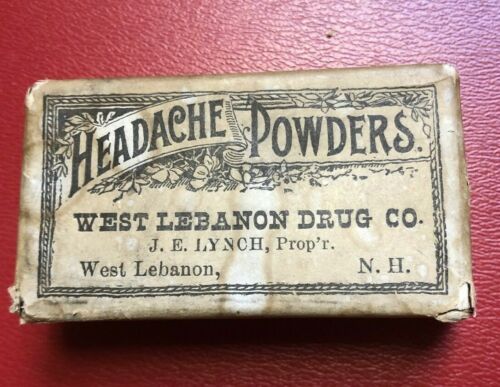 HEADACHE POWDERS.
WEST LEBANON DRUG CO.
J. E. LYNCH, Prop'r.
West Lebanon, N. H.